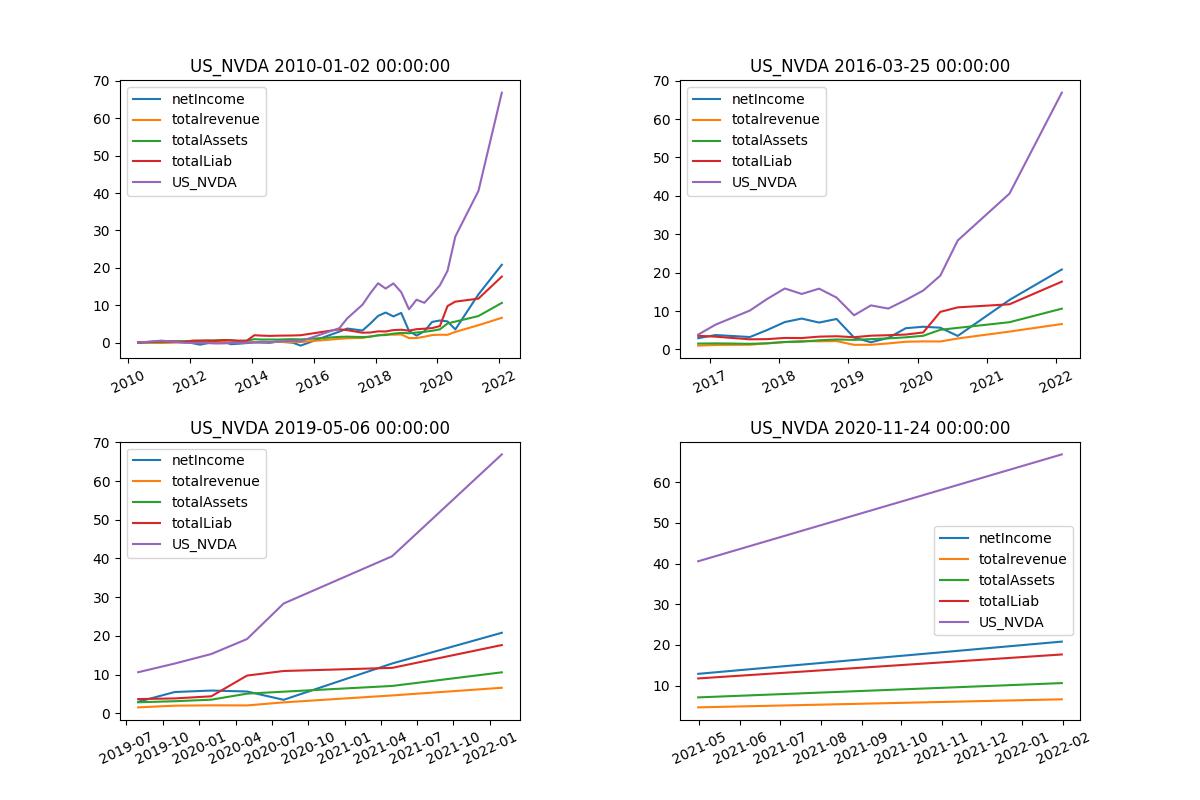 US_NVDA 2010-01-02 00:00:00
70
60
50
40
30
20
10
0
netIncome
totalrevenue
totalAssets
totalLiab
US_NVDA
2010 2012 2014 2016 2018 2020 2022
US_NVDA 2016-03-25 00:00:00
70
60
50
40
30
20
10
0
netIncome
totalrevenue
totalAssets
totalLiab
US_NVDA
2017 2018 2019 2020 2021 2022
US_NVDA 2019-05-06 00:00:00
70
60
50
40
30
20
10
0
netIncome
totalrevenue
totalAssets
totalLiab
US_NVDA
2019-07 2019-10 2020-01 2020-04 2020-07 2020-10 2021-01 2021-04 2021-07 2021-10 2022-01
US_NVDA 2020-11-24 00:00:00
60
50
40
30
20
10
netIncome
totalrevenue
totalAssets
totalLiab
US_NVDA
2021-05 2021-06 2021-07 2021-08 2021-09 2021-10 2021-11 2021-12 2022-01 2022-02